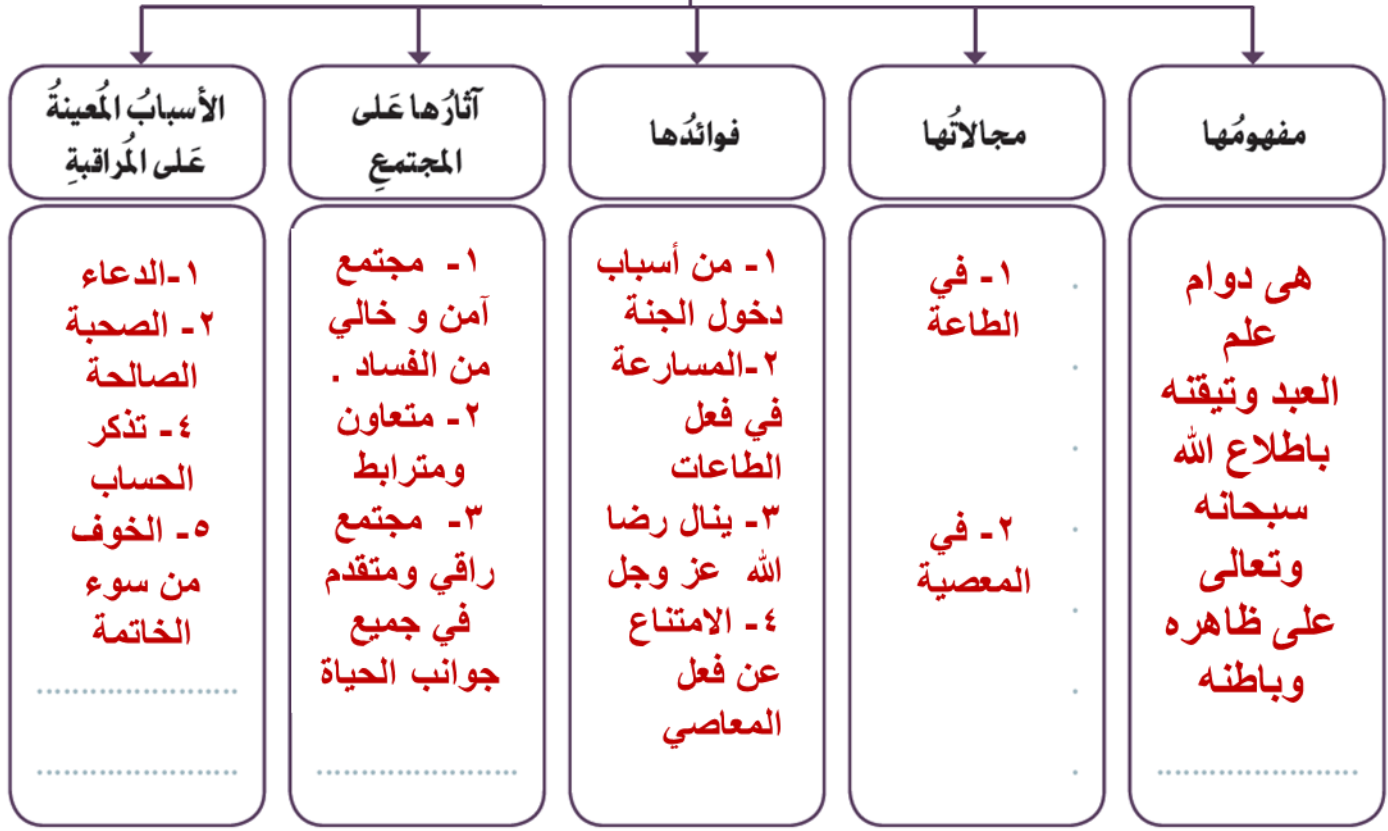 مفهومُها
هى دوام
علم
العبد وتيقنه
باطلاع الله
سبحانه
وتعالى
على ظاهره
وباطنه
مجالاتُها
١- في
الطاعة
٢- في
المعصية
فوائدُها
١- من أسباب
دخول الجنة
٢-المسارعة
في فعل
الطاعات
٣- ينال رضا
الله عز وجل
٤- الامتناع
عن فعل
المعاصي
آثارُها عَلى
المجتمعِ
١- مجتمع
آمن و خالي
من الفساد .
٢- متعاون
ومترابط
٣- مجتمع
راقي ومتقدم
في جميع
جوانب الحياة
الأسبابُ المُعينةُ
عَلى المُراقبةِ
١-الدعاء
٢- الصحبة
الصالحة
٤- تذكر
الحساب
٥- الخوف
من سوء
الخاتمة